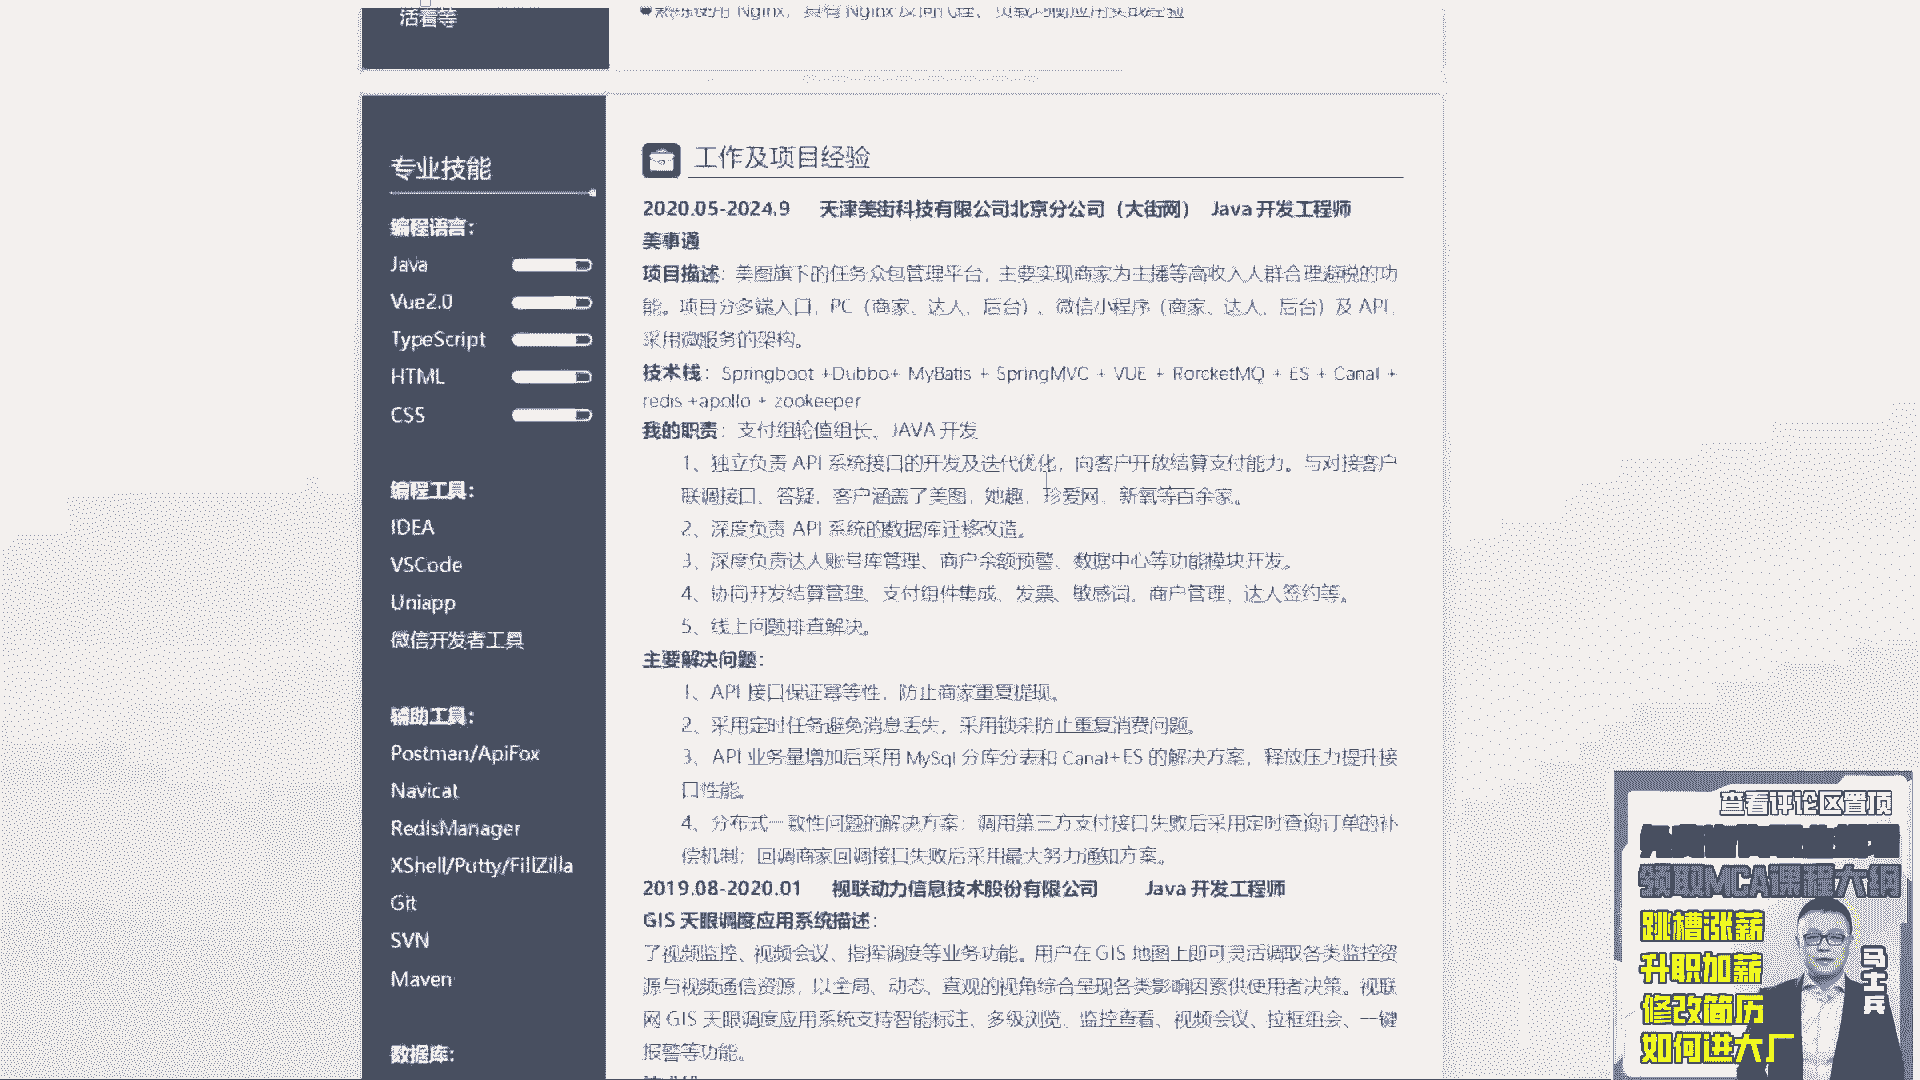 活着等
❤熟练使用 Nginx，具有 Nginx 反向代理、负载均衡应用实战经验
专业技能
编程语言：
Java
Vue2.0
TypeScript
HTML
CSS
编程工具：
IDEA
VSCode
Uniapp
微信开发者工具
辅助工具：
Postman/ApiFox
Navicat
RedisManager
XShell/Putty/FillZilla
Git
SVN
Maven
数据库：
工作及项目经验
2020.05-2024.9 天津美街科技有限公司北京分公司（大街网） Java 开发工程师
美事通
项目描述：美图旗下的任务众包管理平台，主要实现商家为主播等高收入人群合理避税的功
能。项目分多端入口，PC（商家、达人、后台）、微信小程序（商家、达人、后台）及 API，
采用微服务的架构。
技术栈：Springboot +Dubbo+ MyBatis + SpringMVC + VUE + RorcketMQ + ES + Canal +
redis +apollo + zookeeper
我的职责：支付组轮值组长、JAVA 开发
1、独立负责 API 系统接口的开发及迭代优化，向客户开放结算支付能力。与对接客户
联调接口、答疑，客户涵盖了美图，她趣，珍爱网，新氧等百余家。
2、深度负责 API 系统的数据库迁移改造。
3、深度负责达人账号库管理、商户余额预警、数据中心等功能模块开发。
4、协同开发结算管理、支付组件集成、发票、敏感词，商户管理、达人签约等。
5、线上问题排查解决。
主要解决问题：
1、API 接口保证幂等性，防止商家重复提现。
2、采用定时任务避免消息丢失，采用锁来防止重复消费问题。
3、API 业务量增加后采用 MySql 分库分表和 Canal+ES 的解决方案，释放压力提升接
口性能。
4、分布式一致性问题的解决方案：调用第三方支付接口失败后采用定时查询订单的补
偿机制；回调商家回调接口失败后采用最大努力通知方案。
2019.08-2020.01 视联动力信息技术股份有限公司 Java 开发工程师
GIS 天眼调度应用系统描述：
了视频监控、视频会议、指挥调度等业务功能。用户在 GIS 地图上即可灵活调取各类监控资
源与视频通信资源，以全局、动态、直观的视角综合呈现各类影响因素供使用者决策。视联
网 GIS 天眼调度应用系统支持智能标注、多级浏览、监控查看、视频会议、拉框组会、一键
报警等功能。
查看评论区置顶
领取MCA课程大纲
跳槽涨薪
升职加薪
修改简历
如何进大厂
马士兵